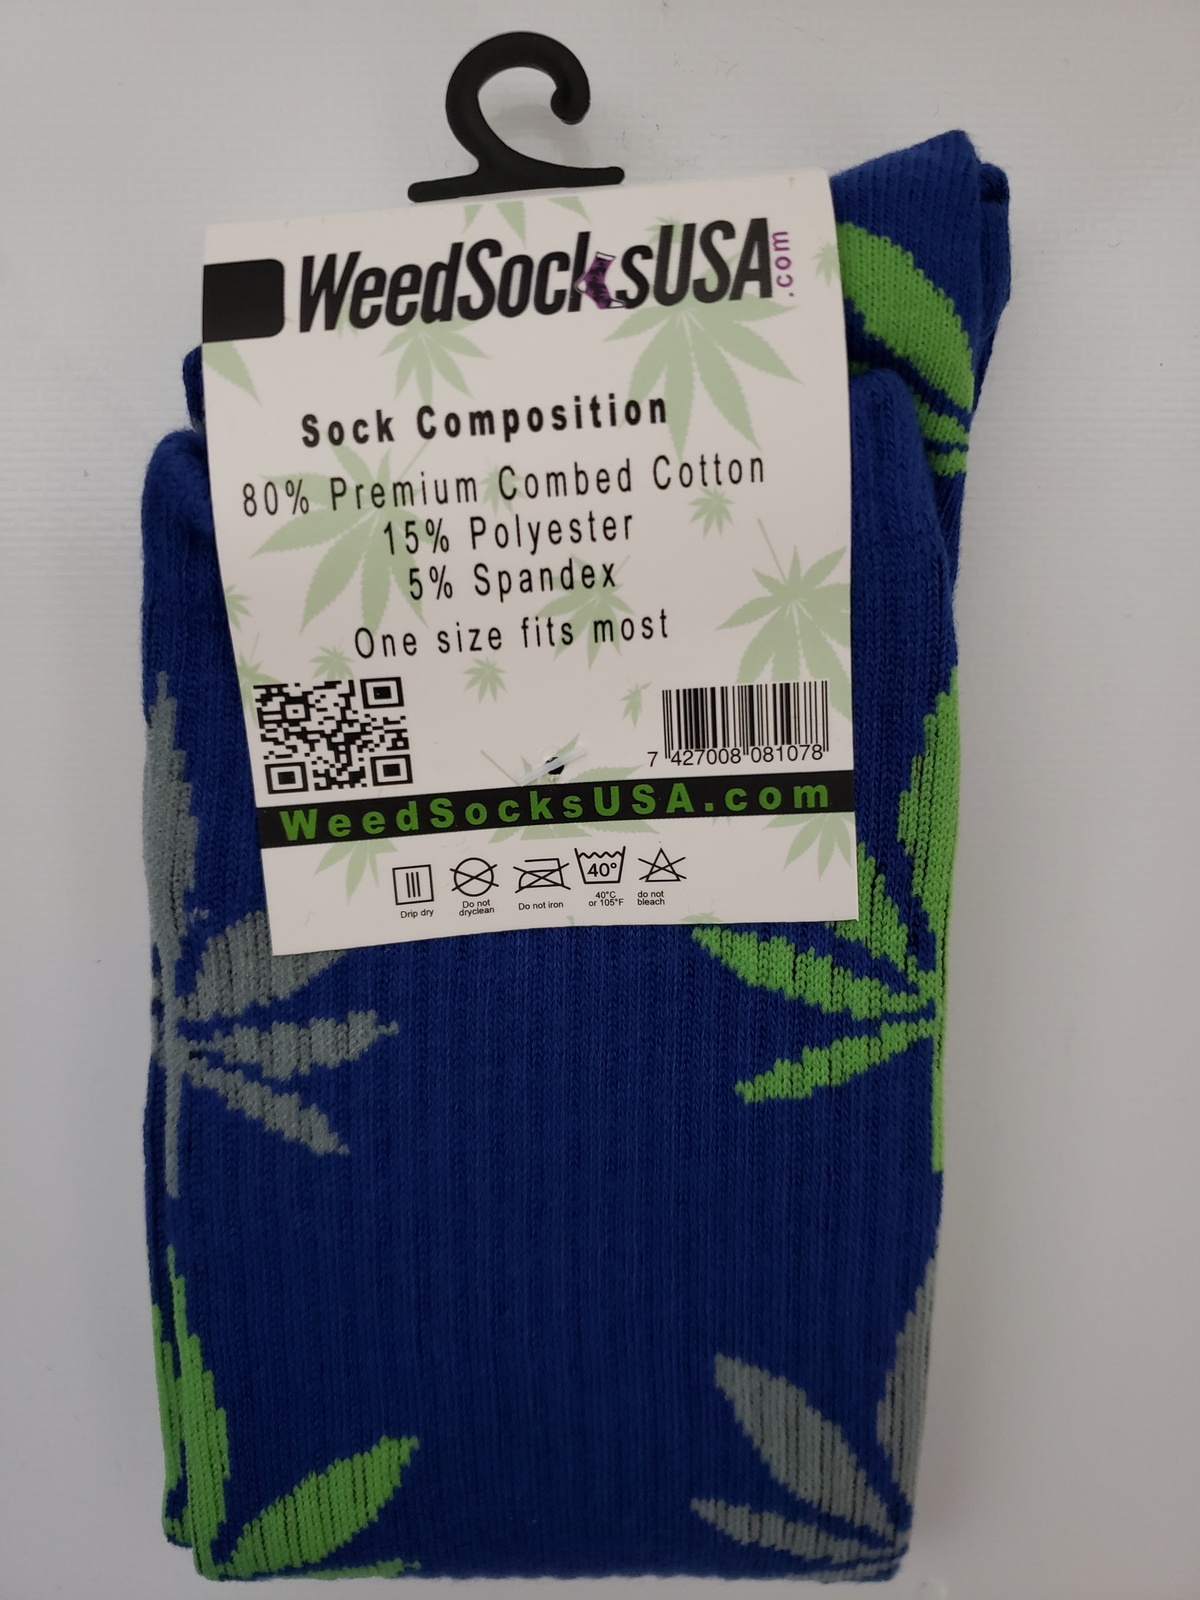 WeedSocksUSA.com
Sock Composition
80% Premium Combed Cotton
15% Polyester
5% Spandex
One size fits most
7 427008 081078
WeedSocksUSA.com
40°
Drip dry
Do not
dryclean
Do not iron
40°C
or 105°F
do not
bleach